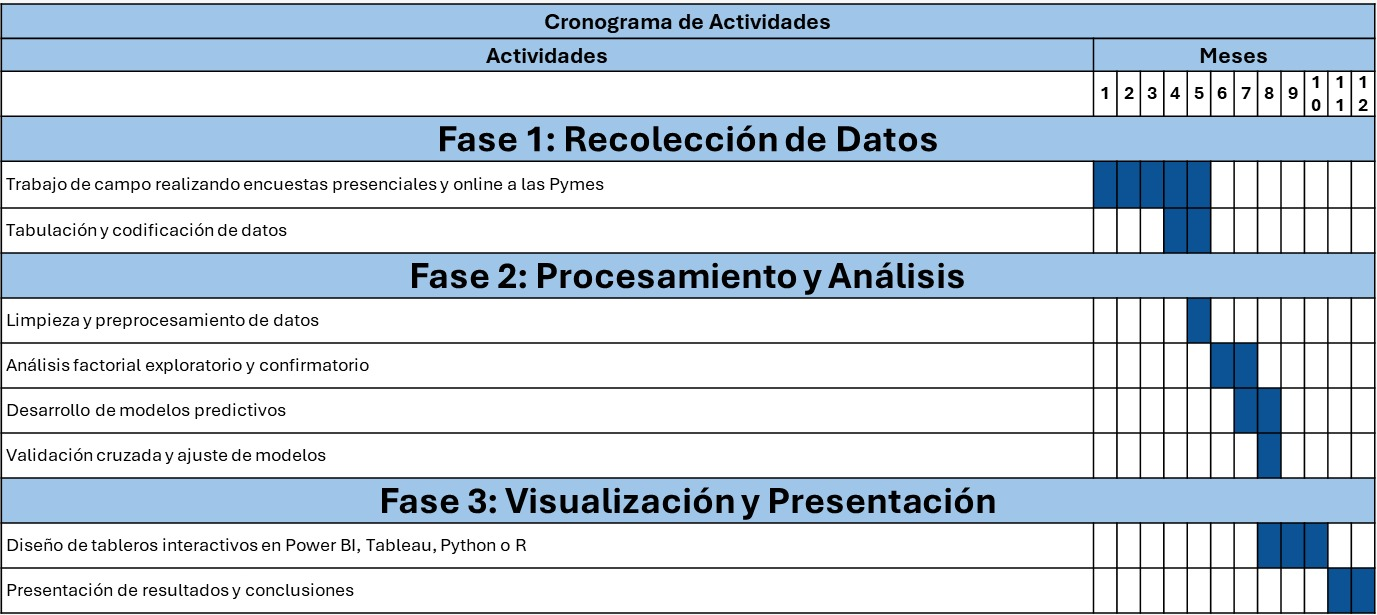 Cronograma de Actividades
Actividades Meses
1 2 3 4 5 6 7 8 9 10 11 12
Fase 1: Recolección de Datos
Trabajo de campo realizando encuestas presenciales y online a las Pymes
Tabulación y codificación de datos
Fase 2: Procesamiento y Análisis
Limpieza y preprocesamiento de datos
Análisis factorial exploratorio y confirmatorio
Desarrollo de modelos predictivos
Validación cruzada y ajuste de modelos
Fase 3: Visualización y Presentación
Diseño de tableros interactivos en Power BI, Tableau, Python o R
Presentación de resultados y conclusiones